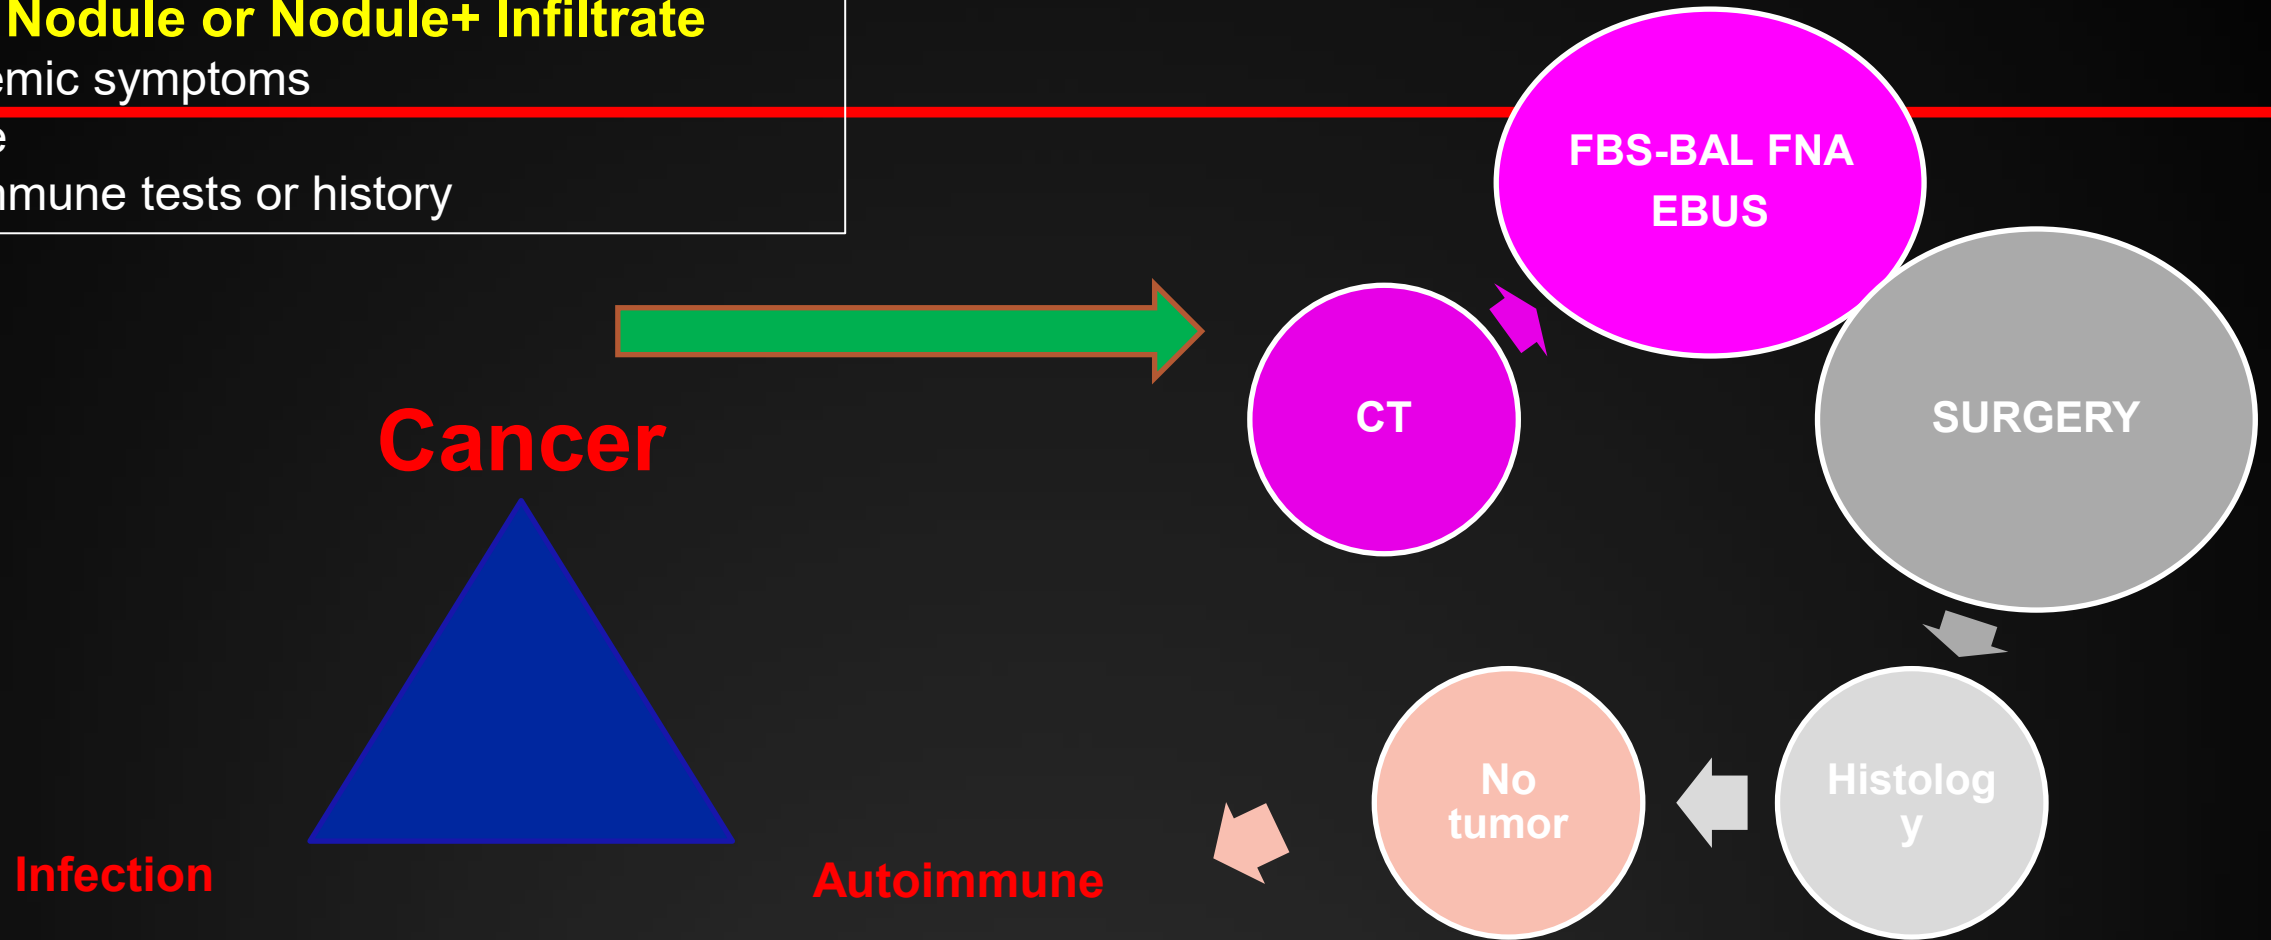 Nodule or Nodule+ Infiltrate
emic symptoms
e
mmune tests or history
FBS-BAL FNA
EBUS
CT
SURGERY
Cancer
No
tumor
Histolog
y
Infection
Autoimmune